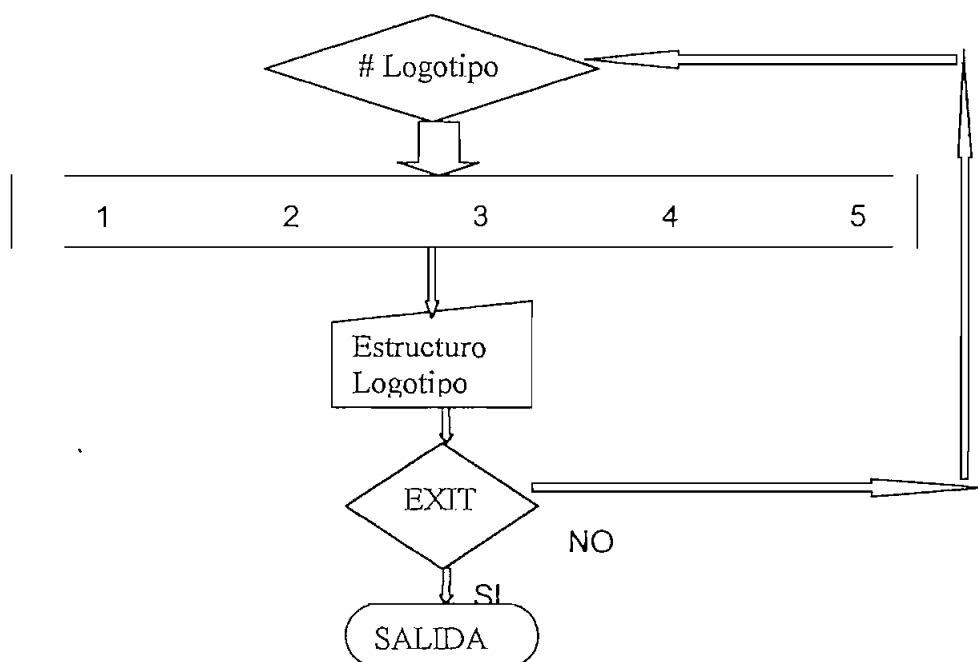 # Logotipo
1 2 3 4 5
Estructuro
Logotipo
EXIT
NO
SI
SALIDA